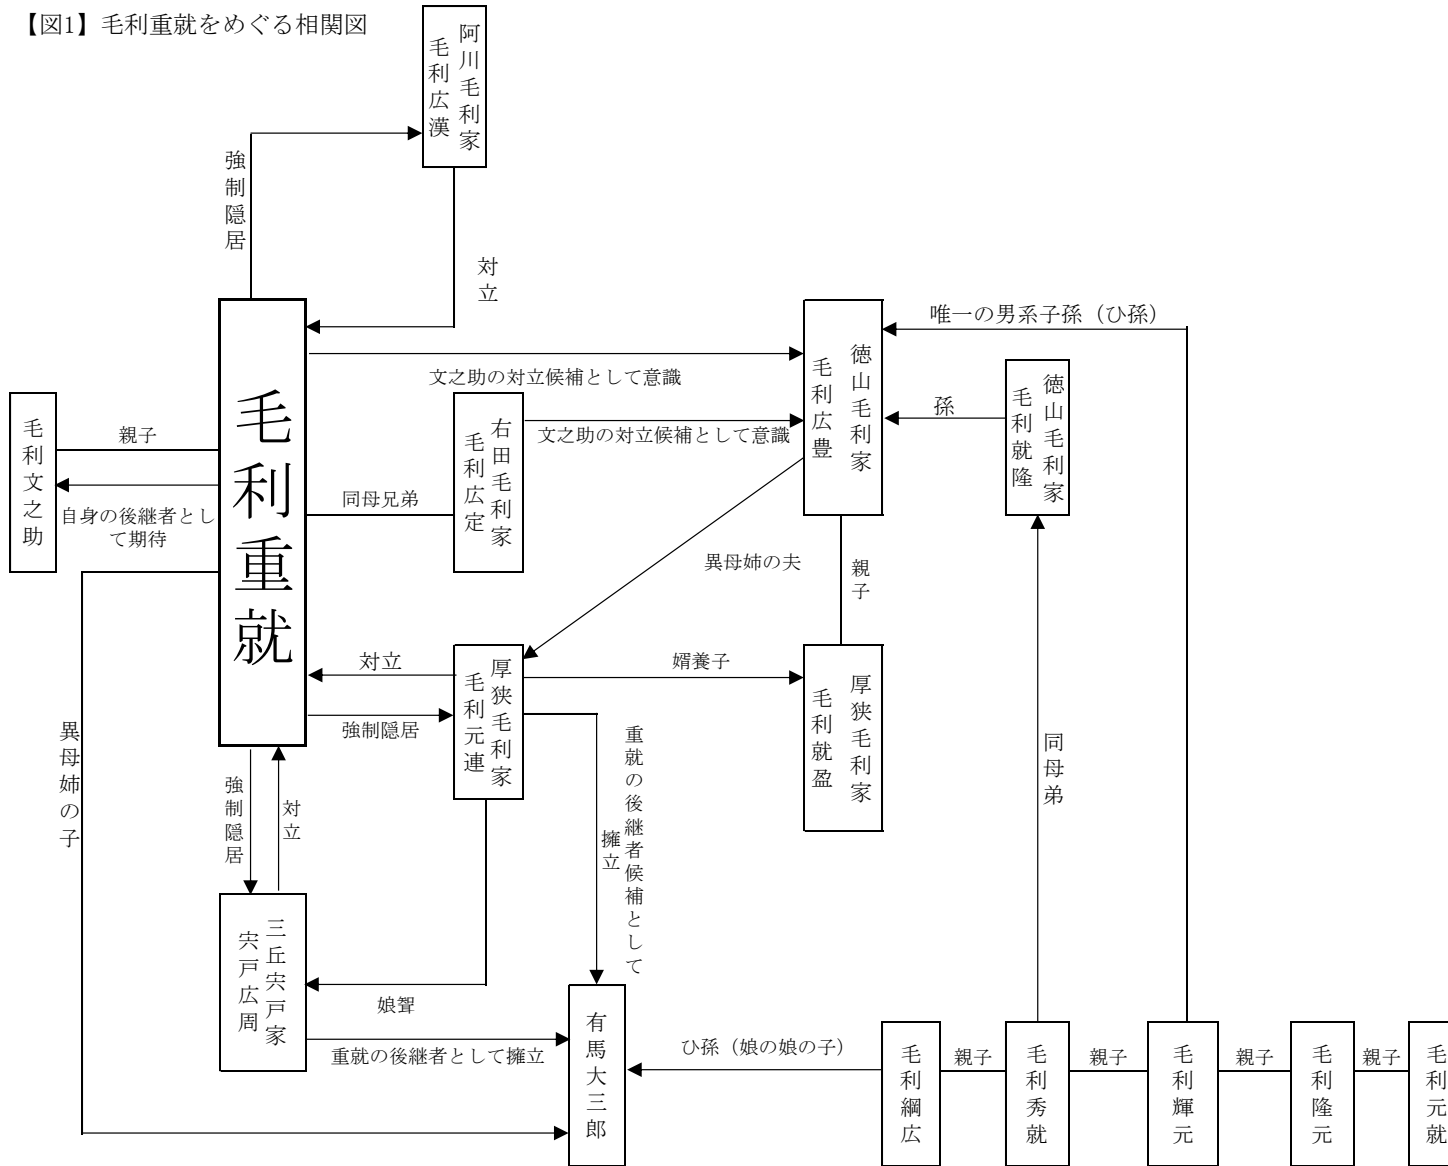 【図1】毛利重就をめぐる相関図
阿川毛利家
毛利広漢
強制隠居
対立
唯一の男系子孫（ひ孫）
徳山毛利家
毛利広豊
文之助の対立候補として意識
徳山毛利家
毛利就隆
孫
右田毛利家
毛利広定
文之助の対立候補として意識
毛利重就
親子
毛利文之助
自身の後継者とし
て期待
同母兄弟
異母姉の夫
親子
対立
厚狭毛利家
毛利元連
婿養子
厚狭毛利家
毛利就盈
強制隠居
重就の後継者候補として
擁立
同母弟
異母姉の子
強制隠居
対立
三丘宍戸家
宍戸広周
娘聟
重就の後継者として擁立
有馬大三郎
ひ孫（娘の娘の子）
毛利綱広
親子
毛利秀就
親子
毛利輝元
親子
毛利隆元
親子
毛利元就